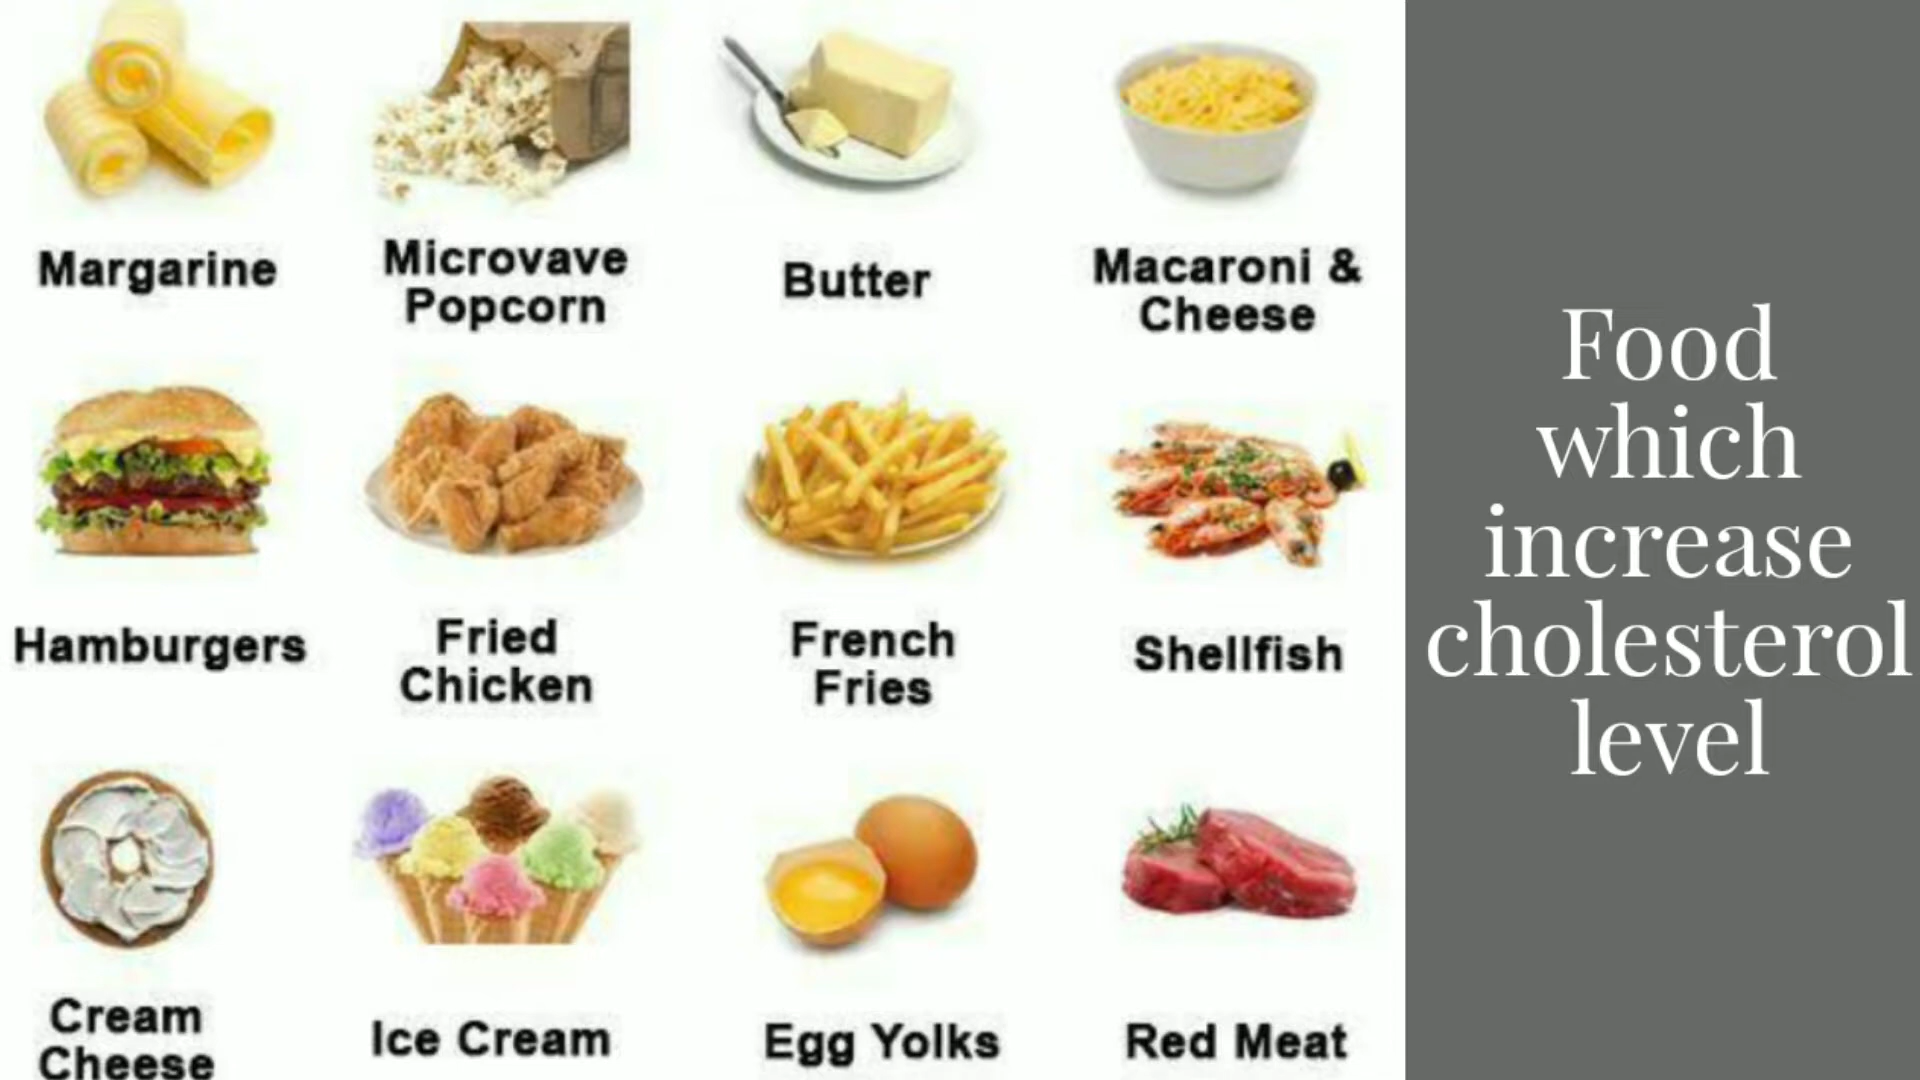 Margarine
Microvave
Popcorn
Butter
Macaroni &
Cheese
Hamburgers
Fried
Chicken
French
Fries
Shellfish
Cream
Cheese
Ice Cream
Egg Yolks
Red Meat
Food
which
increase
cholesterol
level